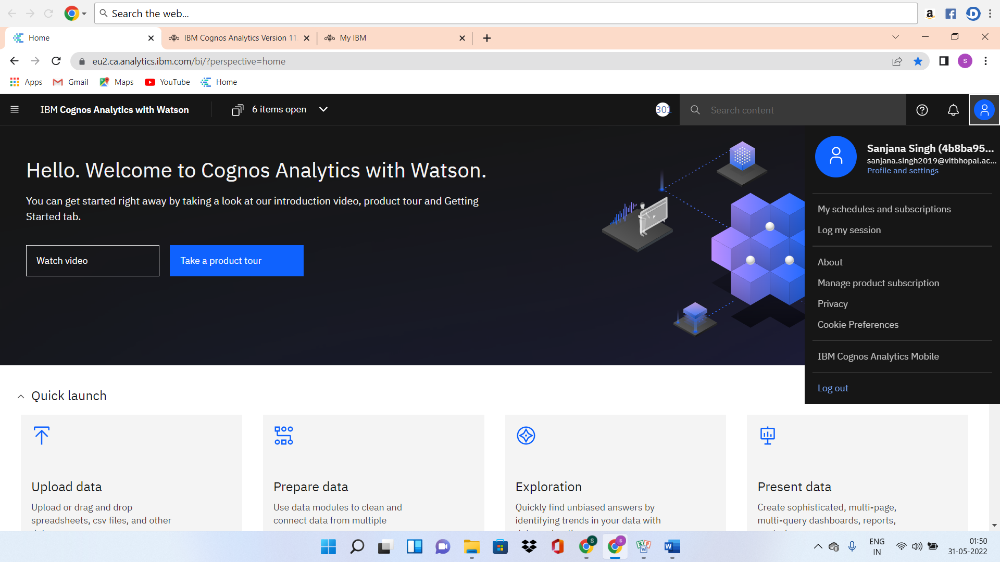 Search the web...
Home
IBM Cognos Analytics Version 11
My IBM
eu2.ca.analytics.ibm.com/bi/?perspective=home
S
Apps
Gmail
Maps
YouTube
Home
IBM Cognos Analytics with Watson
6 items open
301
Search content
Hello. Welcome to Cognos Analytics with Watson.
You can get started right away by taking a look at our introduction video, product tour and Getting
Started tab.
Watch video
Take a product tour
Sanjana Singh (4b8ba95...
sanjana.singh2019@vitbhopal.ac...
Profile and settings
My schedules and subscriptions
Log my session
About
Manage product subscription
Privacy
Cookie Preferences
IBM Cognos Analytics Mobile
Log out
Quick launch
Upload data
Upload or drag and drop
spreadsheets, csv files, and other
Prepare data
Use data modules to clean and
connect data from multiple
Exploration
Quickly find unbiased answers by
identifying trends in your data with
Present data
Create sophisticated, multi-page,
multi-query dashboards, reports,
ENG
IN
01:50
31-05-2022